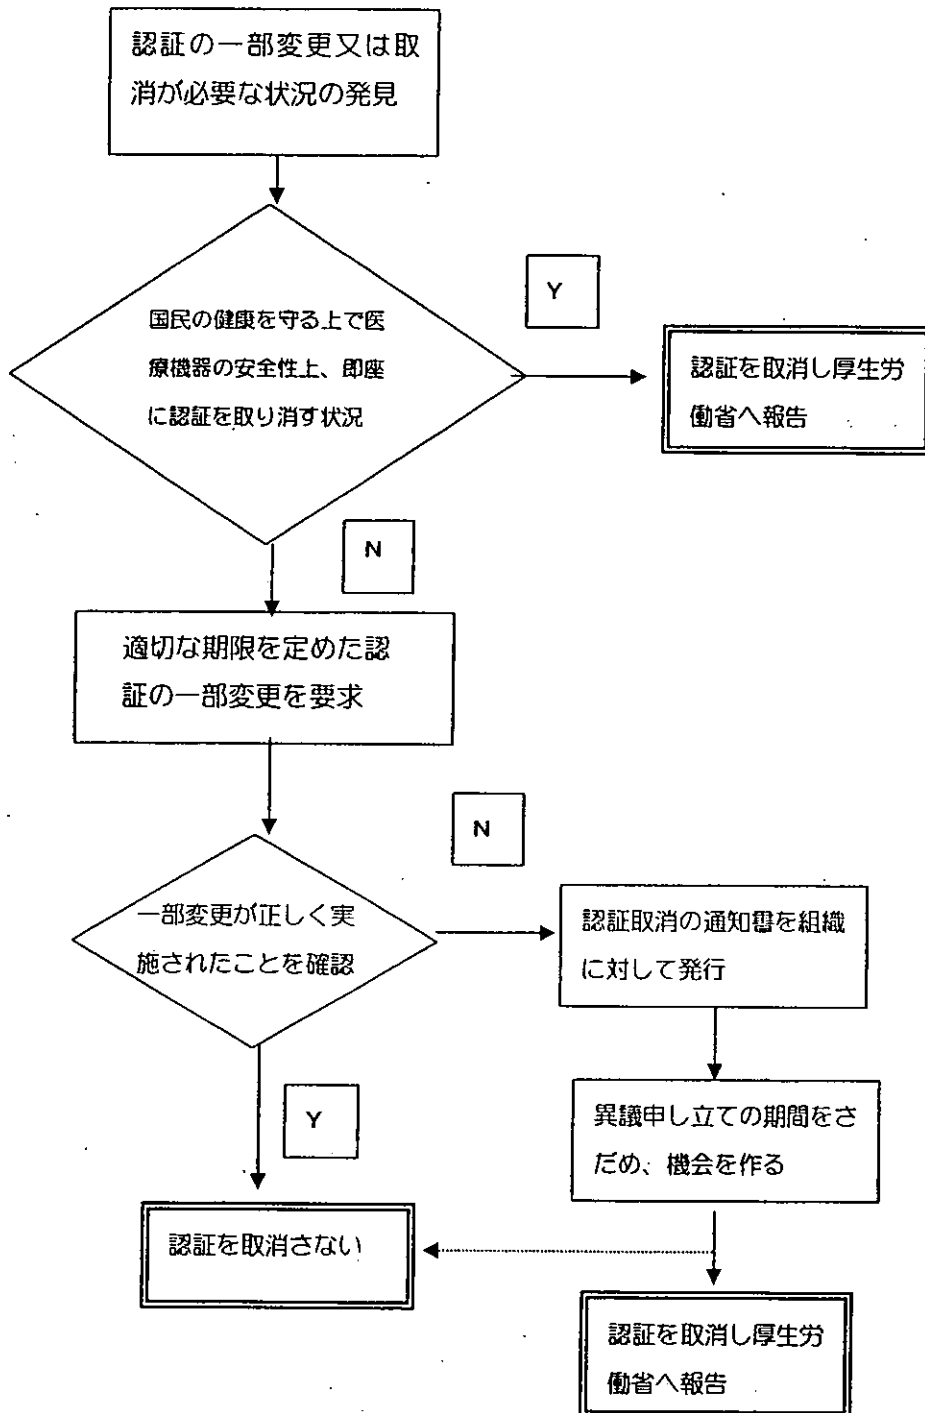 認証の一部変更又は取
消が必要な状況の発見
国民の健康を守る上で医
療機器の安全性上、即座
に認証を取り消す状況
Y
認証を取消し厚生労
働省へ報告
N
適切な期限を定めた認
証の一部変更を要求
N
一部変更が正しく実
施されたことを確認
認証取消の通知書を組織
に対して発行
Y
異議申し立ての期間をさ
だめ、機会を作る
認証を取消さない
認証を取消し厚生労
働省へ報告